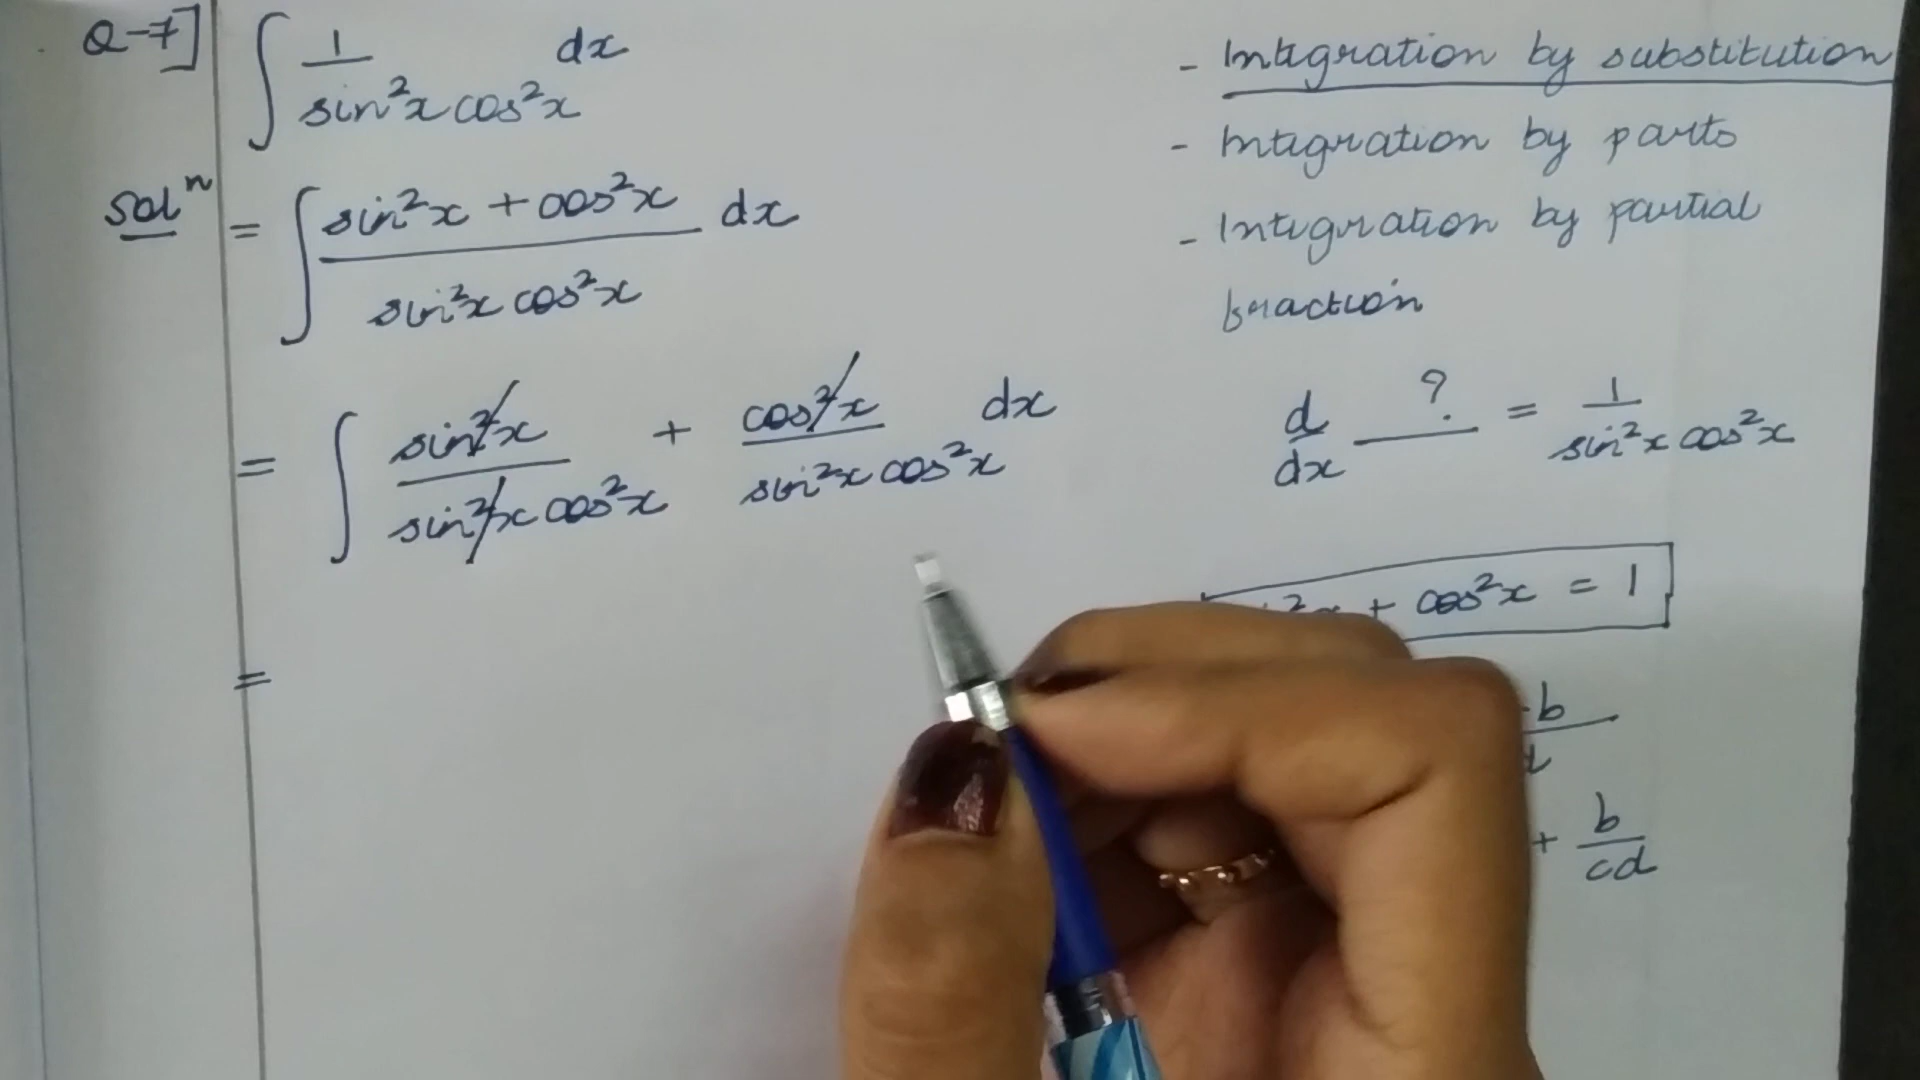 Q-7] ∫ 1/(sin²x cos²x) dx
Solⁿ = ∫ (sin²x + cos²x)/(sin²x cos²x) dx
= ∫ sin²x/(sin²x cos²x) + cos²x/(sin²x cos²x) dx
=
- Integration by substitution
- Integration by parts
- Integration by partial
fraction
d/dx ? = 1/(sin²x cos²x)
²x + cos²x = 1
b
+ b/cd